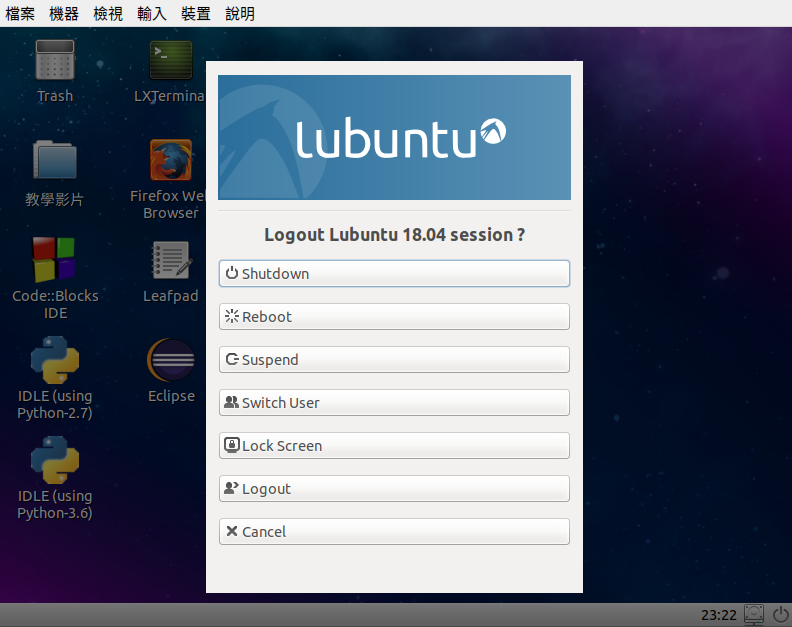 檔案 機器 檢視 輸入 裝置 說明
Trash
LXTermina
教學影片
Firefox We
Browser
Code::Blocks
IDE
Leafpad
IDLE (using
Python-2.7)
Eclipse
IDLE (using
Python-3.6)
lubuntu
Logout Lubuntu 18.04 session ?
Shutdown
Reboot
Suspend
Switch User
Lock Screen
Logout
Cancel
23:22